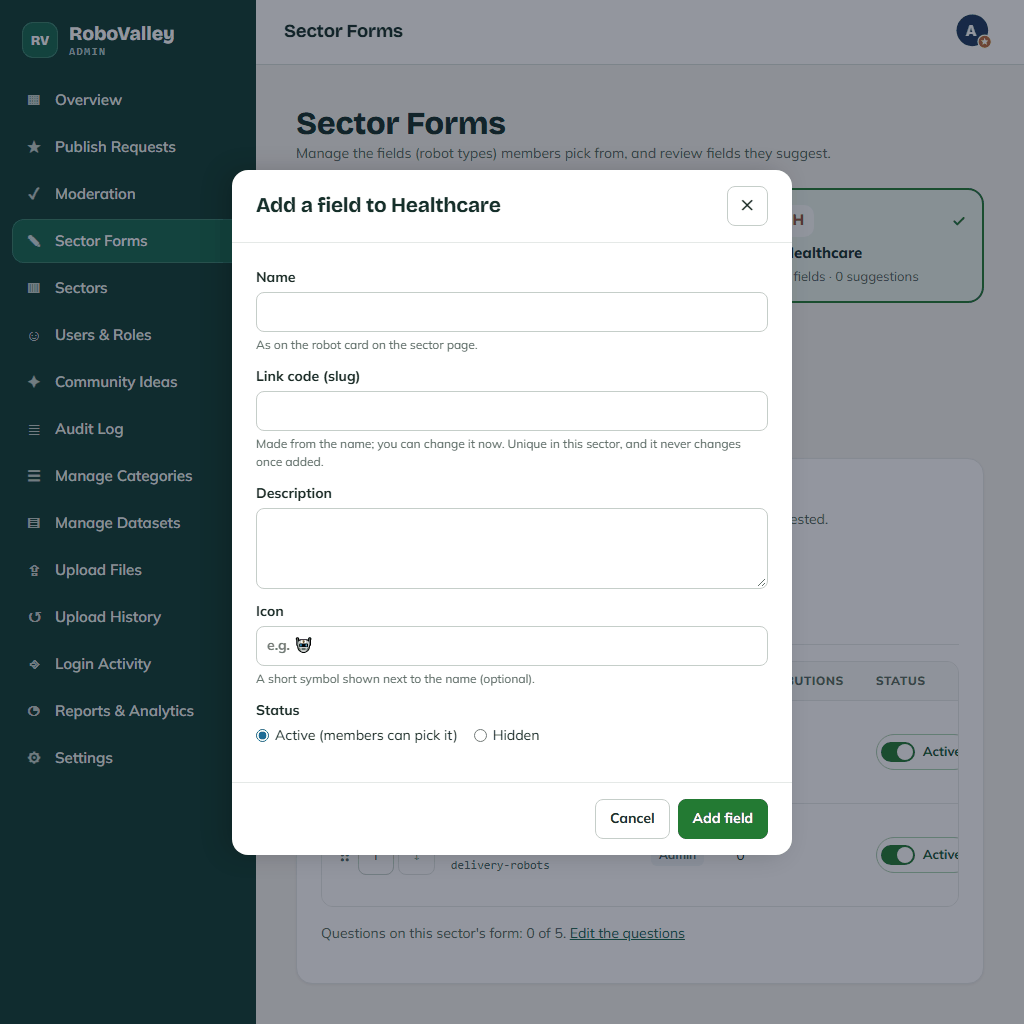 RV
RoboValley
ADMIN
Overview
Publish Requests
Moderation
Sector Forms
Sectors
Users & Roles
Community Ideas
Audit Log
Manage Categories
Manage Datasets
Upload Files
Upload History
Login Activity
Reports & Analytics
Settings
Sector Forms
A
Sector Forms
Manage the fields (robot types) members pick from, and review fields they suggest.
H
fields · 0 suggestions
Add a field to Healthcare
Name
As on the robot card on the sector page.
Link code (slug)
Made from the name; you can change it now. Unique in this sector, and it never changes
once added.
Description
Icon
e.g.
A short symbol shown next to the name (optional).
Status
Active (members can pick it)
Hidden
Cancel
Add field
STATUS
Active
Active
delivery-robots
Admin
0
Questions on this sector's form: 0 of 5. Edit the questions